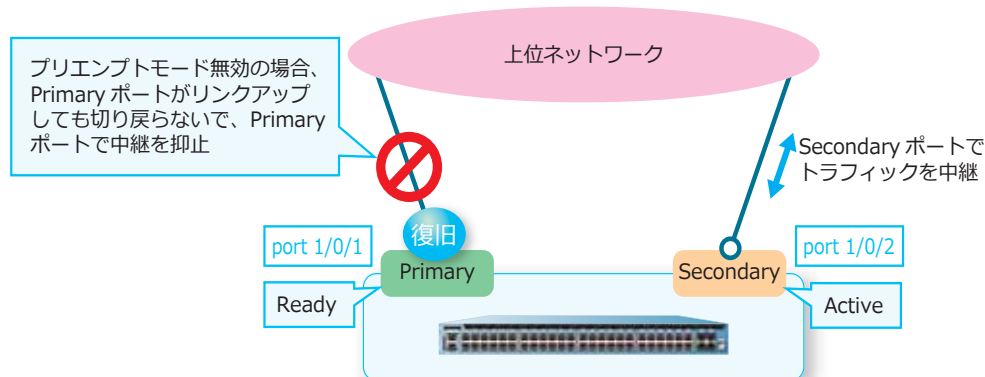 上位ネットワーク
プリエンプトモード無効の場合、
Primary ポートがリンクアップ
しても切り戻らないで、Primary
ポートで中継を抑止
Secondary ポートで
トラフィックを中継
復旧
port 1/0/1
port 1/0/2
Primary
Secondary
Ready
Active